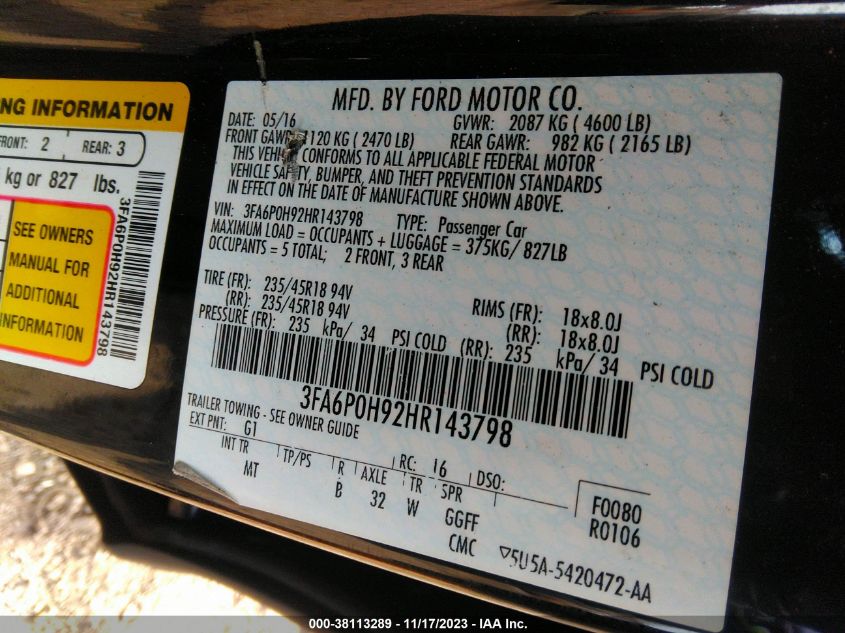 NG INFORMATION
FRONT: 2
REAR: 3
kg or 827 lbs.
SEE OWNERS
MANUAL FOR
ADDITIONAL
INFORMATION
3FA6P0H92HR143798
MFD. BY FORD MOTOR CO.
DATE: 05/16 GVWR: 2087 KG ( 4600 LB)
FRONT GAWR: 1120 KG ( 2470 LB) REAR GAWR: 982 KG ( 2165 LB)
THIS VEHICLE CONFORMS TO ALL APPLICABLE FEDERAL MOTOR
VEHICLE SAFETY, BUMPER, AND THEFT PREVENTION STANDARDS
IN EFFECT ON THE DATE OF MANUFACTURE SHOWN ABOVE.
VIN: 3FA6P0H92HR143798 TYPE: Passenger Car
MAXIMUM LOAD = OCCUPANTS + LUGGAGE = 375KG/ 827LB
OCCUPANTS = 5 TOTAL; 2 FRONT, 3 REAR
TIRE (FR): 235/45R18 94V RIMS (FR): 18x8.0J
(RR): 235/45R18 94V (RR): 18x8.0J
PRESSURE (FR): 235 kPa/ 34 PSI COLD (RR): 235 kPa/ 34 PSI COLD
3FA6P0H92HR143798
TRAILER TOWING - SEE OWNER GUIDE
EXT PNT: G1 RC: 16 DSO:
INT TR TP/PS R AXLE TR SPR F0080
MT B 32 W GGFF R0106
CMC 5U5A-5420472-AA
000-38113289 - 11/17/2023 - IAA Inc.